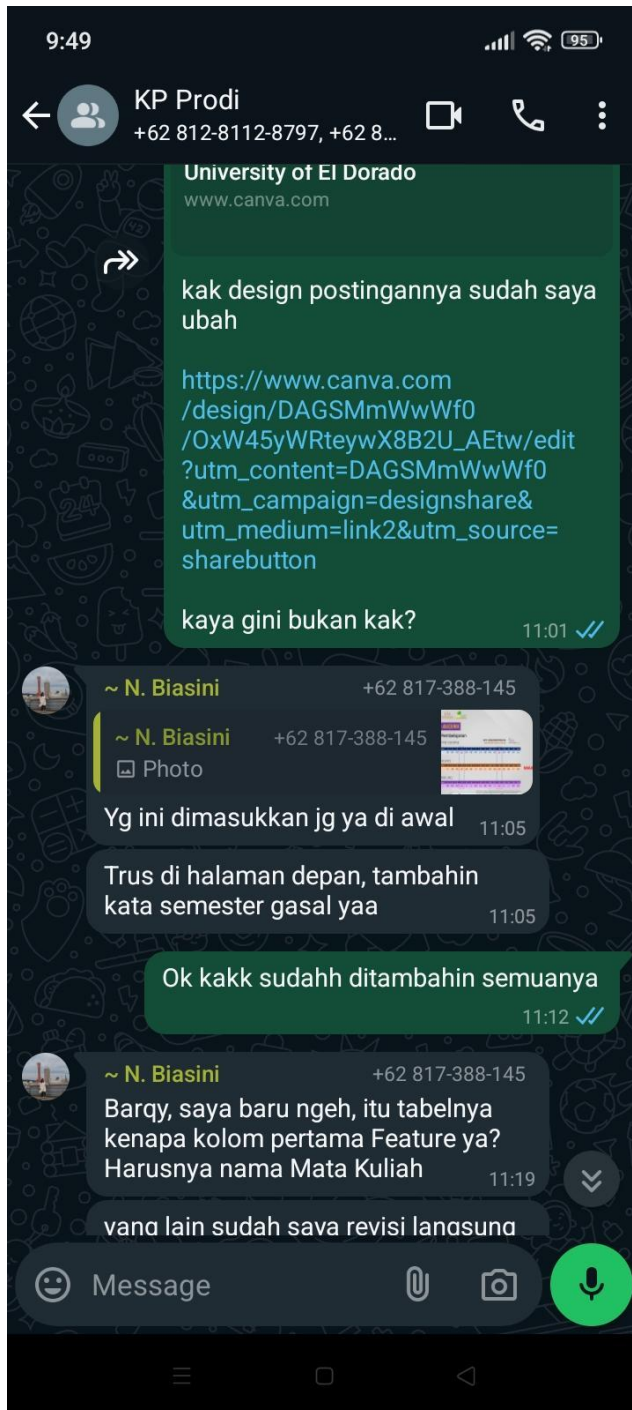 9:49
95
KP Prodi
+62 812-8112-8797, +62 8...
University of El Dorado
www.canva.com
kak design postingannya sudah saya
ubah
https://www.canva.com
/design/DAGSMmWwWf0
/OxW45yWRteywX8B2U_AEtw/edit
?utm_content=DAGSMmWwWf0
&utm_campaign=designshare&
utm_medium=link2&utm_source=
sharebutton
kaya gini bukan kak?
11:01
~ N. Biasini +62 817-388-145
~ N. Biasini +62 817-388-145
Photo
Yg ini dimasukkan jg ya di awal
11:05
Trus di halaman depan, tambahin
kata semester gasal yaa
11:05
Ok kakk sudahh ditambahin semuanya
11:12
~ N. Biasini +62 817-388-145
Barqy, saya baru ngeh, itu tabelnya
kenapa kolom pertama Feature ya?
Harusnya nama Mata Kuliah
11:19
yang lain sudah saya revisi langsung
Message